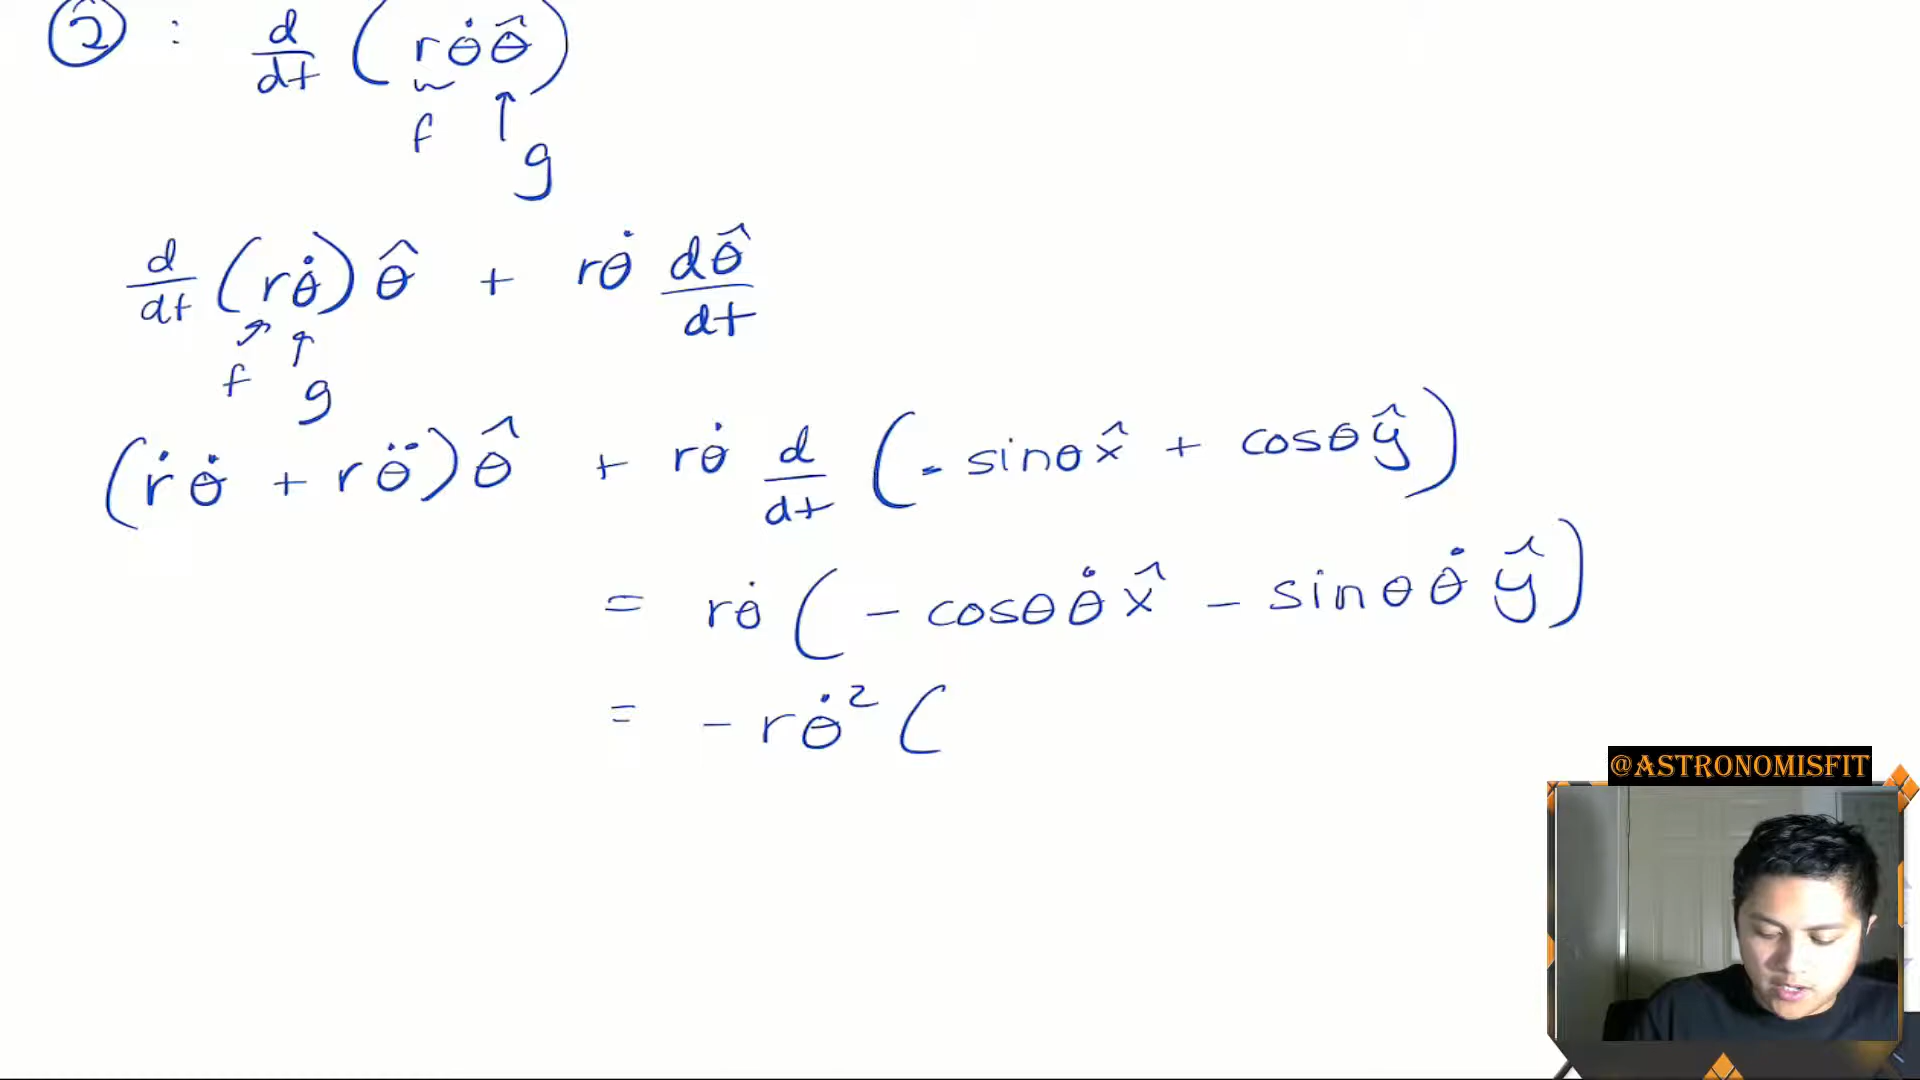 ② : d/dt ( r θ̇ θ̂ )
f g
d/dt ( r θ̇ ) θ̂ + r θ̇ dθ̂/dt
f g
( ṙ θ̇ + r θ̈ ) θ̂ + r θ̇ d/dt ( - sinθ x̂ + cosθ ŷ )
= r θ̇ ( - cosθ θ̇ x̂ - sinθ θ̇ ŷ )
= - r θ̇² (
@ASTRONOMISFIT